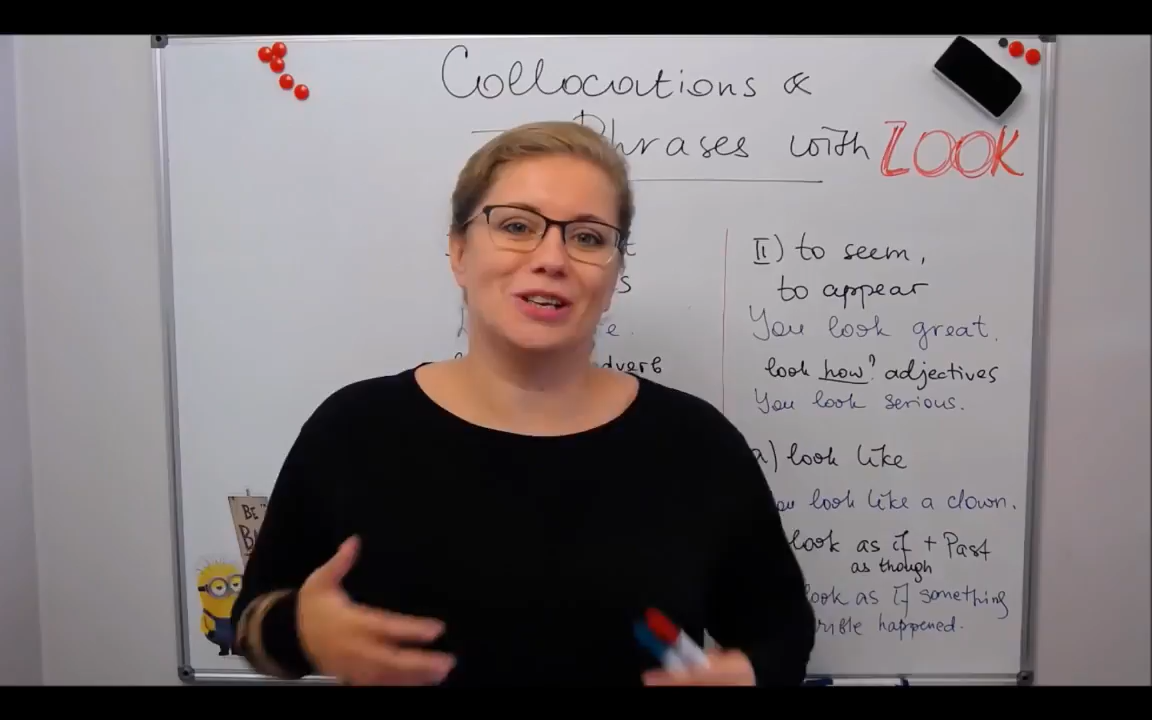 Collocations &
Phrases with LOOK
II) to seem,
to appear
You look great.
look how? adjectives
You look serious.
a) look like
look like a clown.
look as if + Past
as though
look as if something
happened.
BE